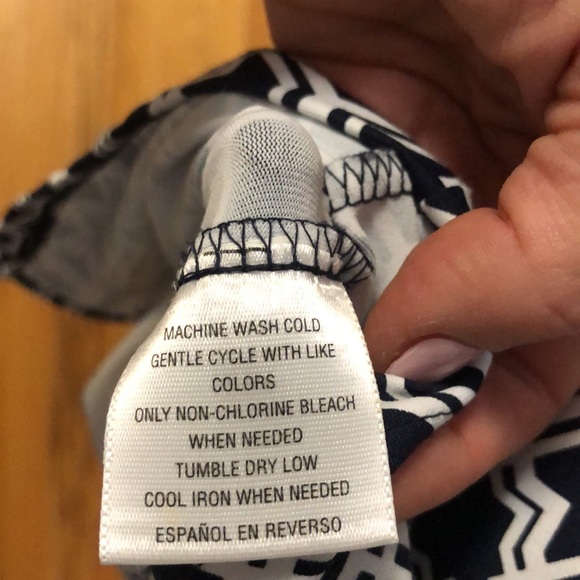 MACHINE WASH COLD
GENTLE CYCLE WITH LIKE
COLORS
ONLY NON-CHLORINE BLEACH
WHEN NEEDED
TUMBLE DRY LOW
COOL IRON WHEN NEEDED
ESPAÑOL EN REVERSO